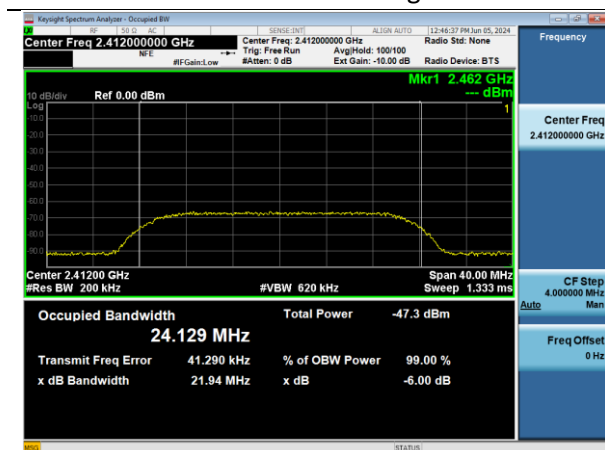 Keysight Spectrum Analyzer - Occupied BW
RF 50 Ω AC SENSE:INT ALIGN AUTO 12:46:37 PM Jun 05, 2024
Center Freq 2.412000000 GHz Center Freq: 2.412000000 GHz Radio Std: None Frequency
NFE Trig: Free Run Avg|Hold: 100/100
#IFGain:Low #Atten: 0 dB Ext Gain: -10.00 dB Radio Device: BTS
Mkr1 2.462 GHz
10 dB/div Ref 0.00 dBm --- dBm
Log 1
-10.0
-20.0
-30.0
-40.0
-50.0
-60.0
-70.0
-80.0
-90.0
Center Freq
2.412000000 GHz
Center 2.41200 GHz Span 40.00 MHz
#Res BW 200 kHz #VBW 620 kHz Sweep 1.333 ms
CF Step
4.000000 MHz
Auto Man
Occupied Bandwidth Total Power -47.3 dBm
24.129 MHz
Transmit Freq Error 41.290 kHz % of OBW Power 99.00 %
x dB Bandwidth 21.94 MHz x dB -6.00 dB
Freq Offset
0 Hz
MSG STATUS